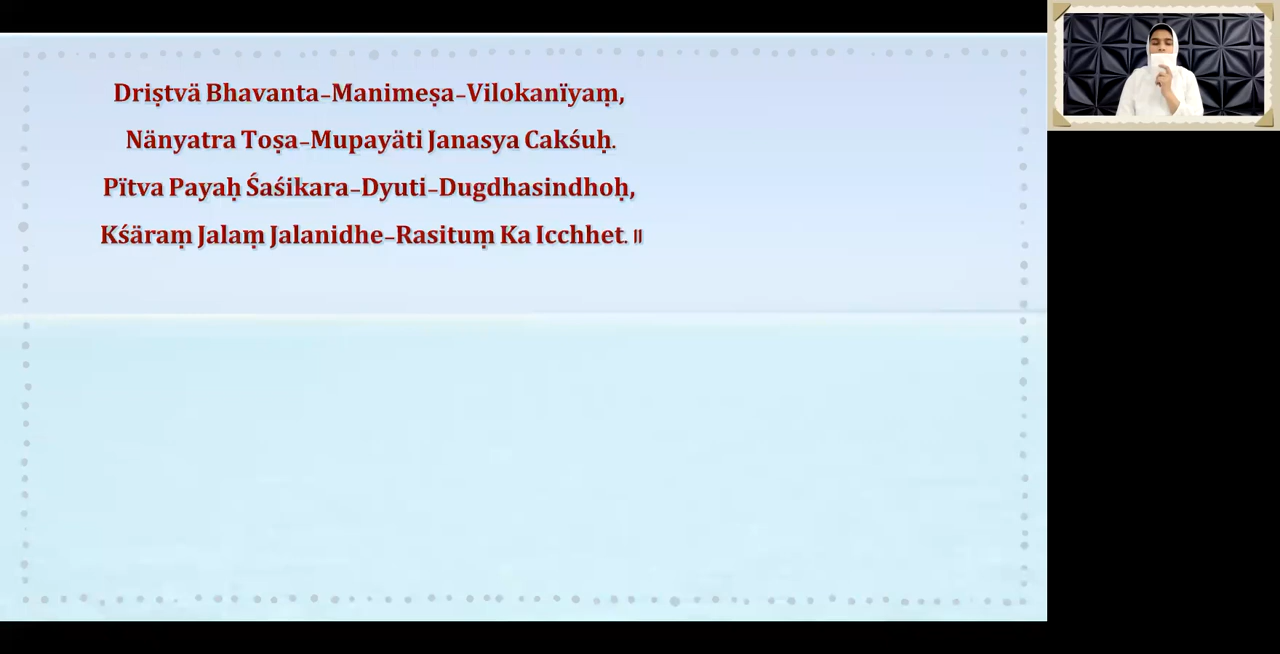 Driṣtvä Bhavanta–Manimeṣa–Vilokanïyaṃ,
Nänyatra Toṣa–Mupayäti Janasya Cakśuḥ.
Pïtva Payaḥ Śaśikara–Dyuti–Dugdhasindhoḥ,
Kśäraṃ Jalaṃ Jalanidhe–Rasituṃ Ka Icchhet. ॥